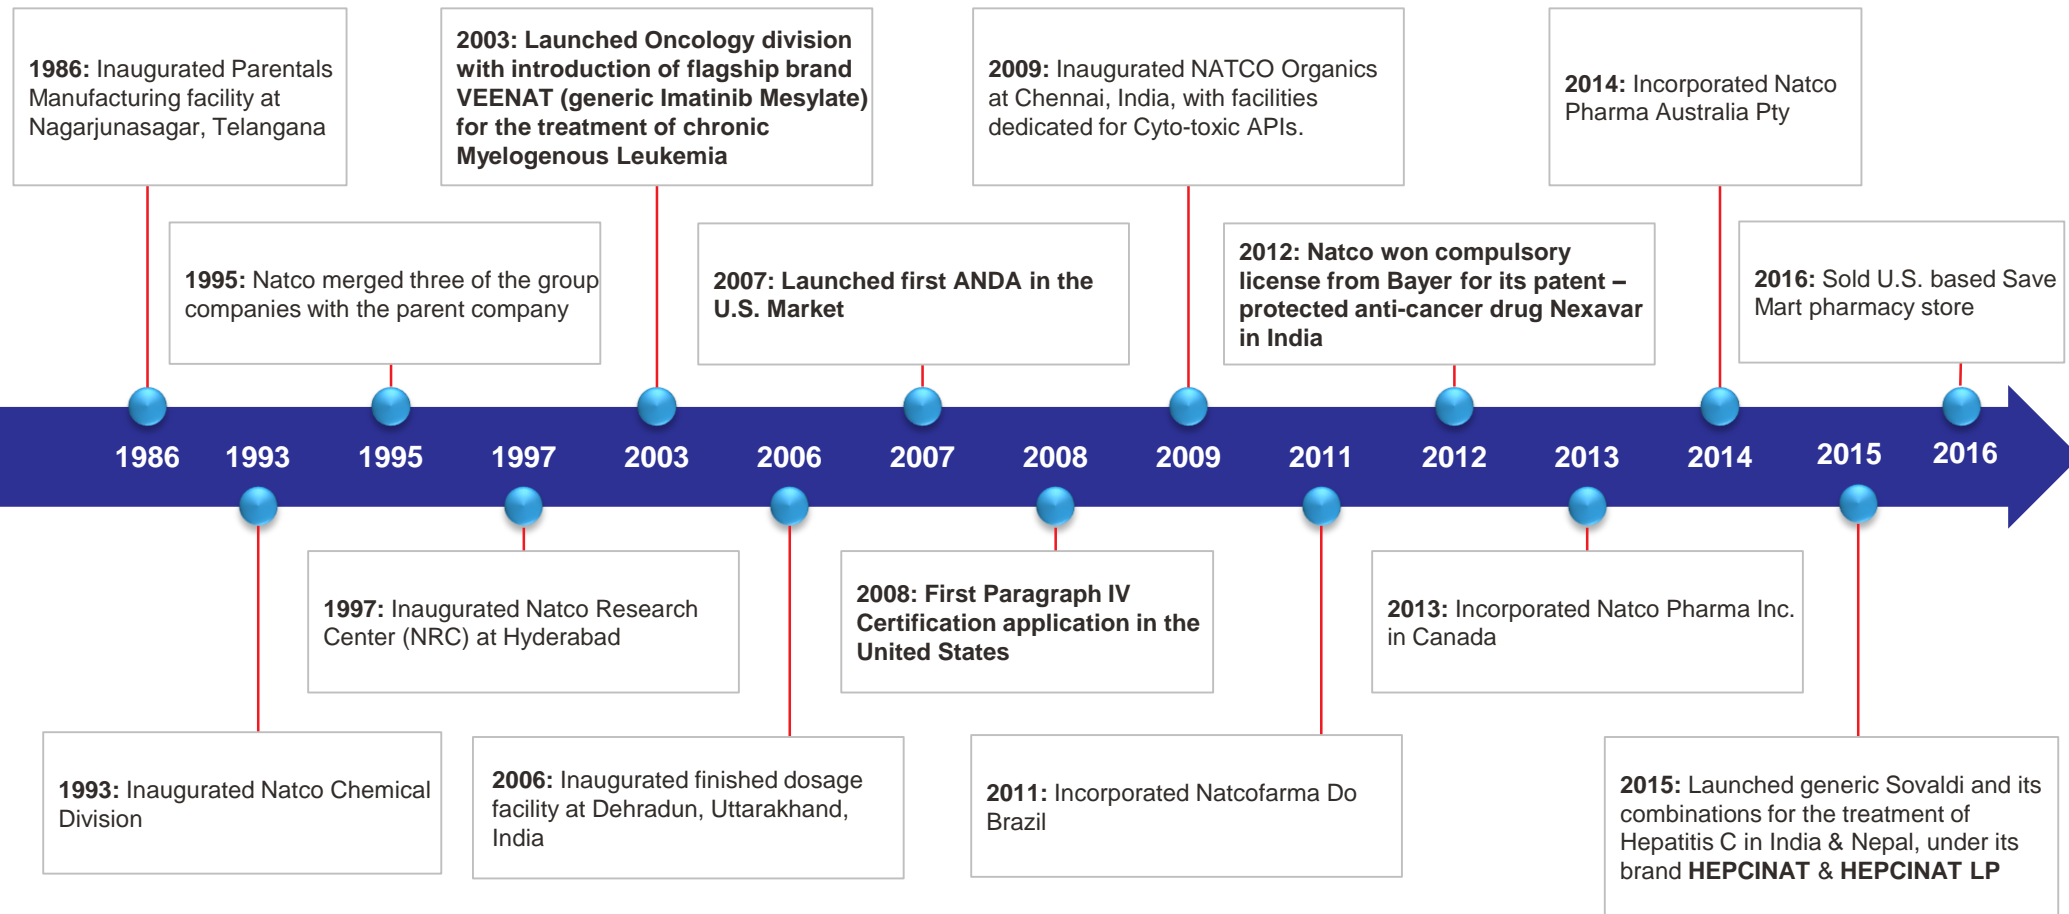 1986: Inaugurated Parentals
Manufacturing facility at
Nagarjunasagar, Telangana
2003: Launched Oncology division
with introduction of flagship brand
VEENAT (generic Imatinib Mesylate)
for the treatment of chronic
Myelogenous Leukemia
2009: Inaugurated NATCO Organics
at Chennai, India, with facilities
dedicated for Cyto-toxic APIs.
2014: Incorporated Natco
Pharma Australia Pty
1995: Natco merged three of the group
companies with the parent company
2007: Launched first ANDA in the
U.S. Market
2012: Natco won compulsory
license from Bayer for its patent –
protected anti-cancer drug Nexavar
in India
2016: Sold U.S. based Save
Mart pharmacy store
1986 1993 1995 1997 2003 2006 2007 2008 2009 2011 2012 2013 2014 2015 2016
1997: Inaugurated Natco Research
Center (NRC) at Hyderabad
2008: First Paragraph IV
Certification application in the
United States
2013: Incorporated Natco Pharma Inc.
in Canada
1993: Inaugurated Natco Chemical
Division
2006: Inaugurated finished dosage
facility at Dehradun, Uttarakhand,
India
2011: Incorporated Natcofarma Do
Brazil
2015: Launched generic Sovaldi and its
combinations for the treatment of
Hepatitis C in India & Nepal, under its
brand HEPCINAT & HEPCINAT LP